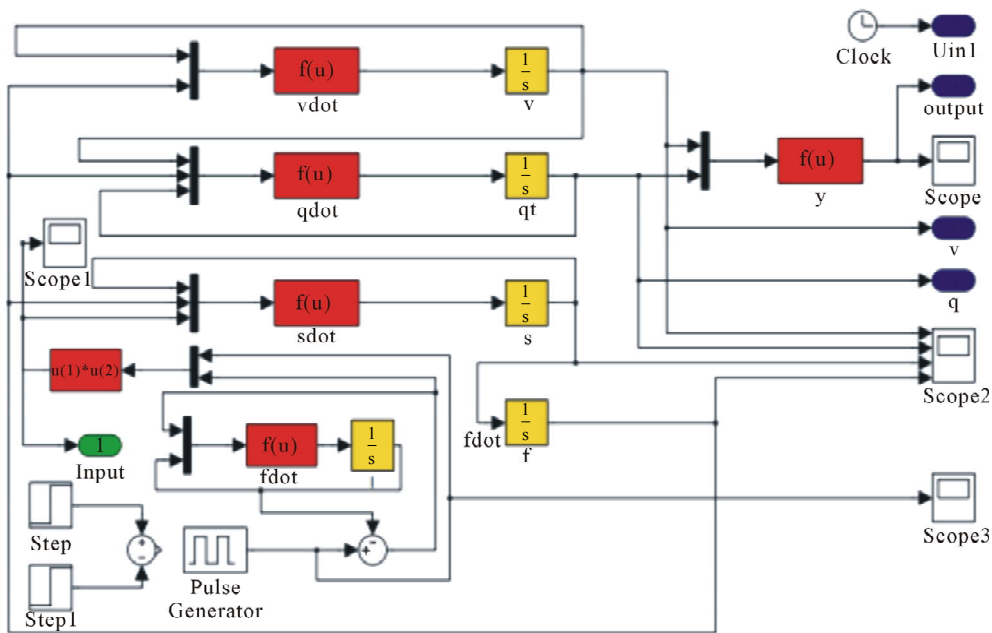 f(u)
vdot
1
s
v
Clock
Uin1
output
f(u)
qdot
1
s
qt
f(u)
y
Scope
v
q
Scope1
f(u)
sdot
1
s
s
Scope2
u(1)*u(2)
fdot
1
s
f
1
Input
f(u)
fdot
1
s
Step
Step1
+
-
Pulse
Generator
+
-
Scope3